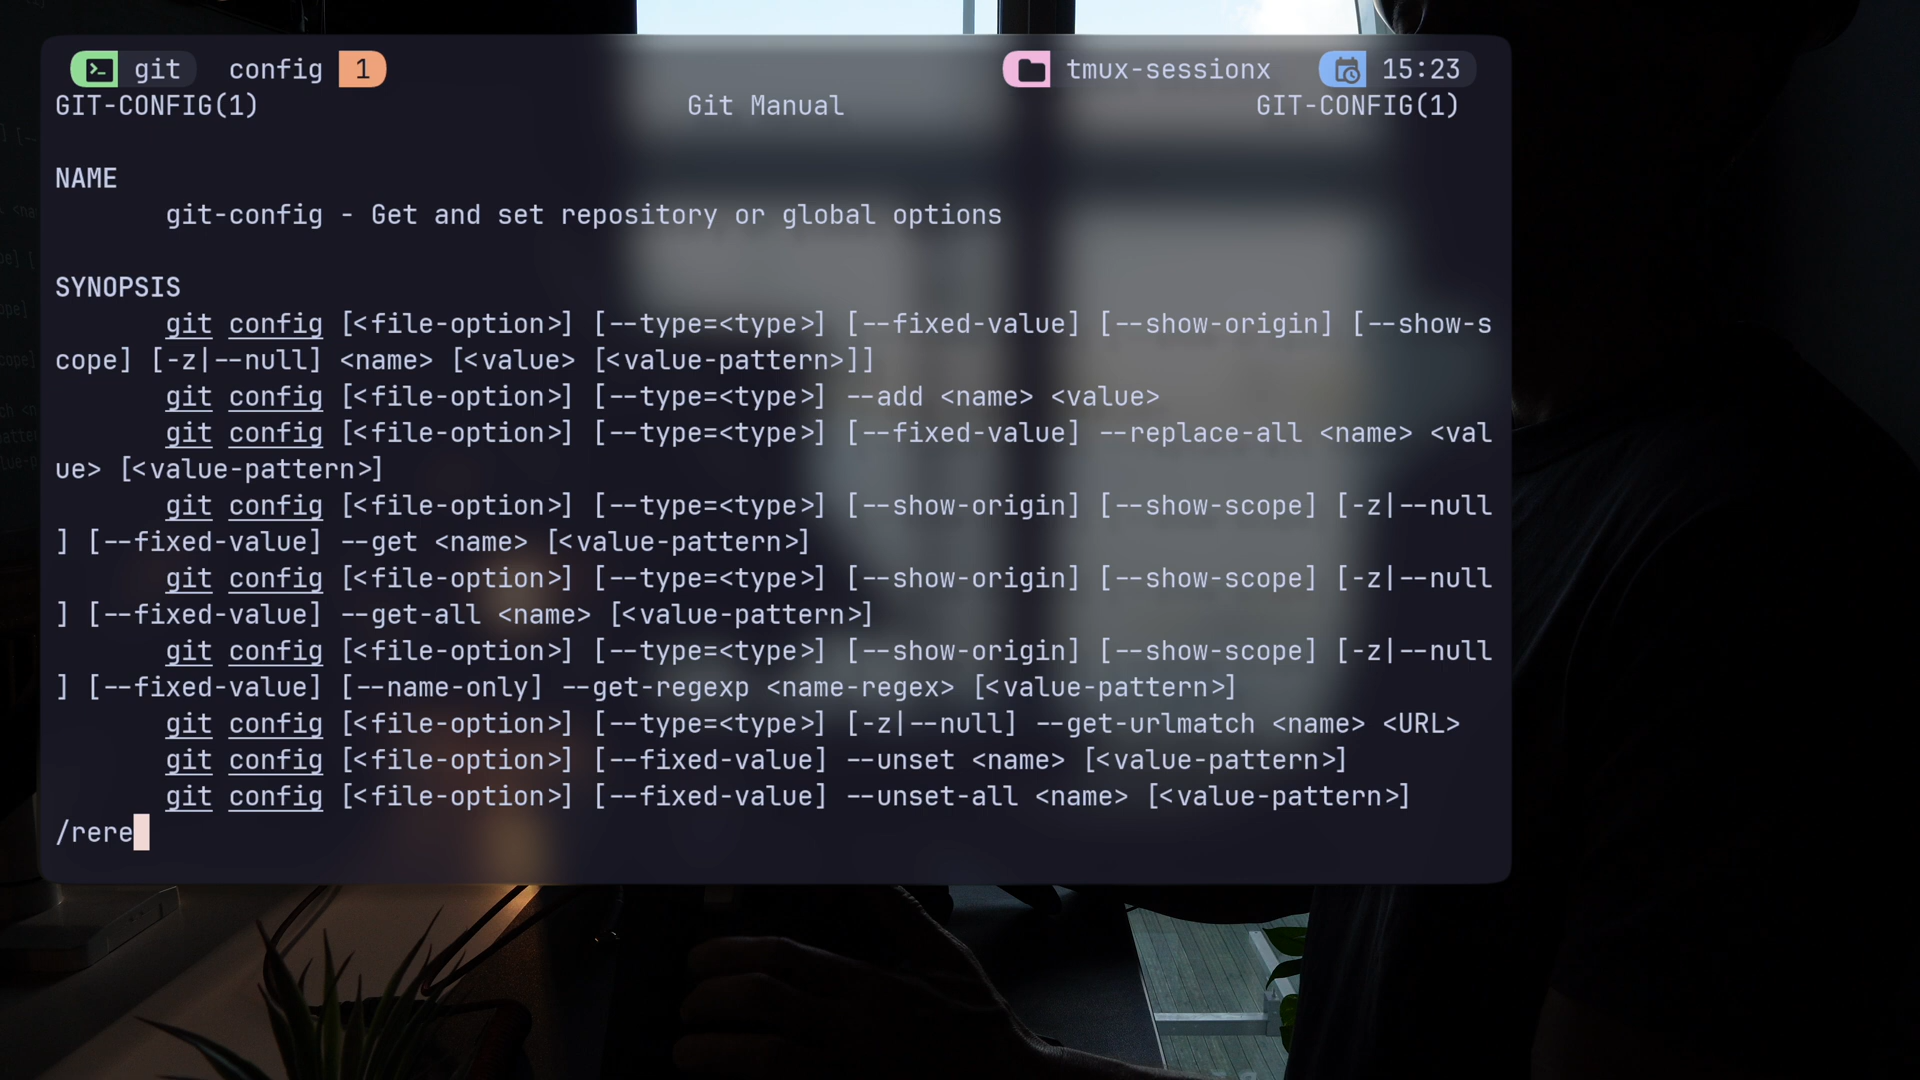 git config 1 tmux-sessionx 15:23
GIT-CONFIG(1) Git Manual GIT-CONFIG(1)
NAME
git-config - Get and set repository or global options
SYNOPSIS
git config [<file-option>] [--type=<type>] [--fixed-value] [--show-origin] [--show-s
cope] [-z|--null] <name> [<value> [<value-pattern>]]
git config [<file-option>] [--type=<type>] --add <name> <value>
git config [<file-option>] [--type=<type>] [--fixed-value] --replace-all <name> <val
ue> [<value-pattern>]
git config [<file-option>] [--type=<type>] [--show-origin] [--show-scope] [-z|--null
] [--fixed-value] --get <name> [<value-pattern>]
git config [<file-option>] [--type=<type>] [--show-origin] [--show-scope] [-z|--null
] [--fixed-value] --get-all <name> [<value-pattern>]
git config [<file-option>] [--type=<type>] [--show-origin] [--show-scope] [-z|--null
] [--fixed-value] [--name-only] --get-regexp <name-regex> [<value-pattern>]
git config [<file-option>] [--type=<type>] [-z|--null] --get-urlmatch <name> <URL>
git config [<file-option>] [--fixed-value] --unset <name> [<value-pattern>]
git config [<file-option>] [--fixed-value] --unset-all <name> [<value-pattern>]
/rere